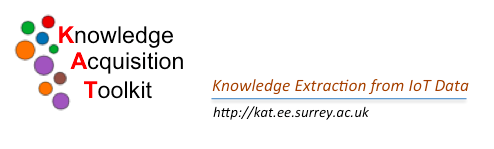 Knowledge
Acquisition
Toolkit
Knowledge Extraction from IoT Data
http://kat.ee.surrey.ac.uk